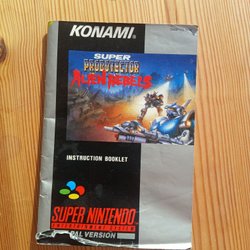 KONAMI
SUPER
PROBOTECTOR
ALIEN REBELS
INSTRUCTION BOOKLET
SUPER NINTENDO
ENTERTAINMENT SYSTEM
PAL VERSION